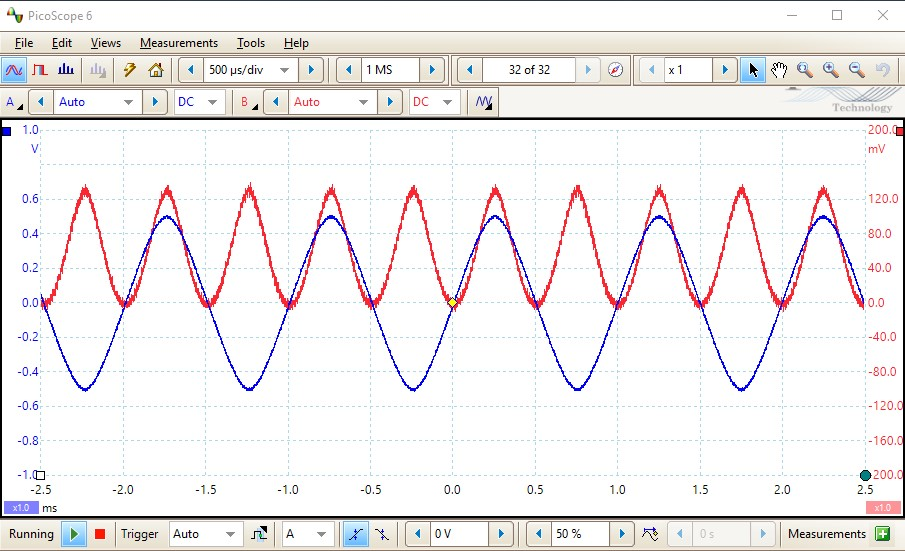 PicoScope 6
File Edit Views Measurements Tools Help
500 µs/div 1 MS 32 of 32 x 1
A Auto DC B Auto DC
Technology
1.0 200.0
V mV
0.6 120.0
0.4 80.0
0.2 40.0
0.0 0.0
-0.2 -40.0
-0.4 -80.0
-0.6 -120.0
-0.8 -160.0
-1.0 -200.0
-2.5 -2.0 -1.5 -1.0 -0.5 0.0 0.5 1.0 1.5 2.0 2.5
x1.0 ms x1.0
Running Trigger Auto A 0 V 50 % 0 s Measurements